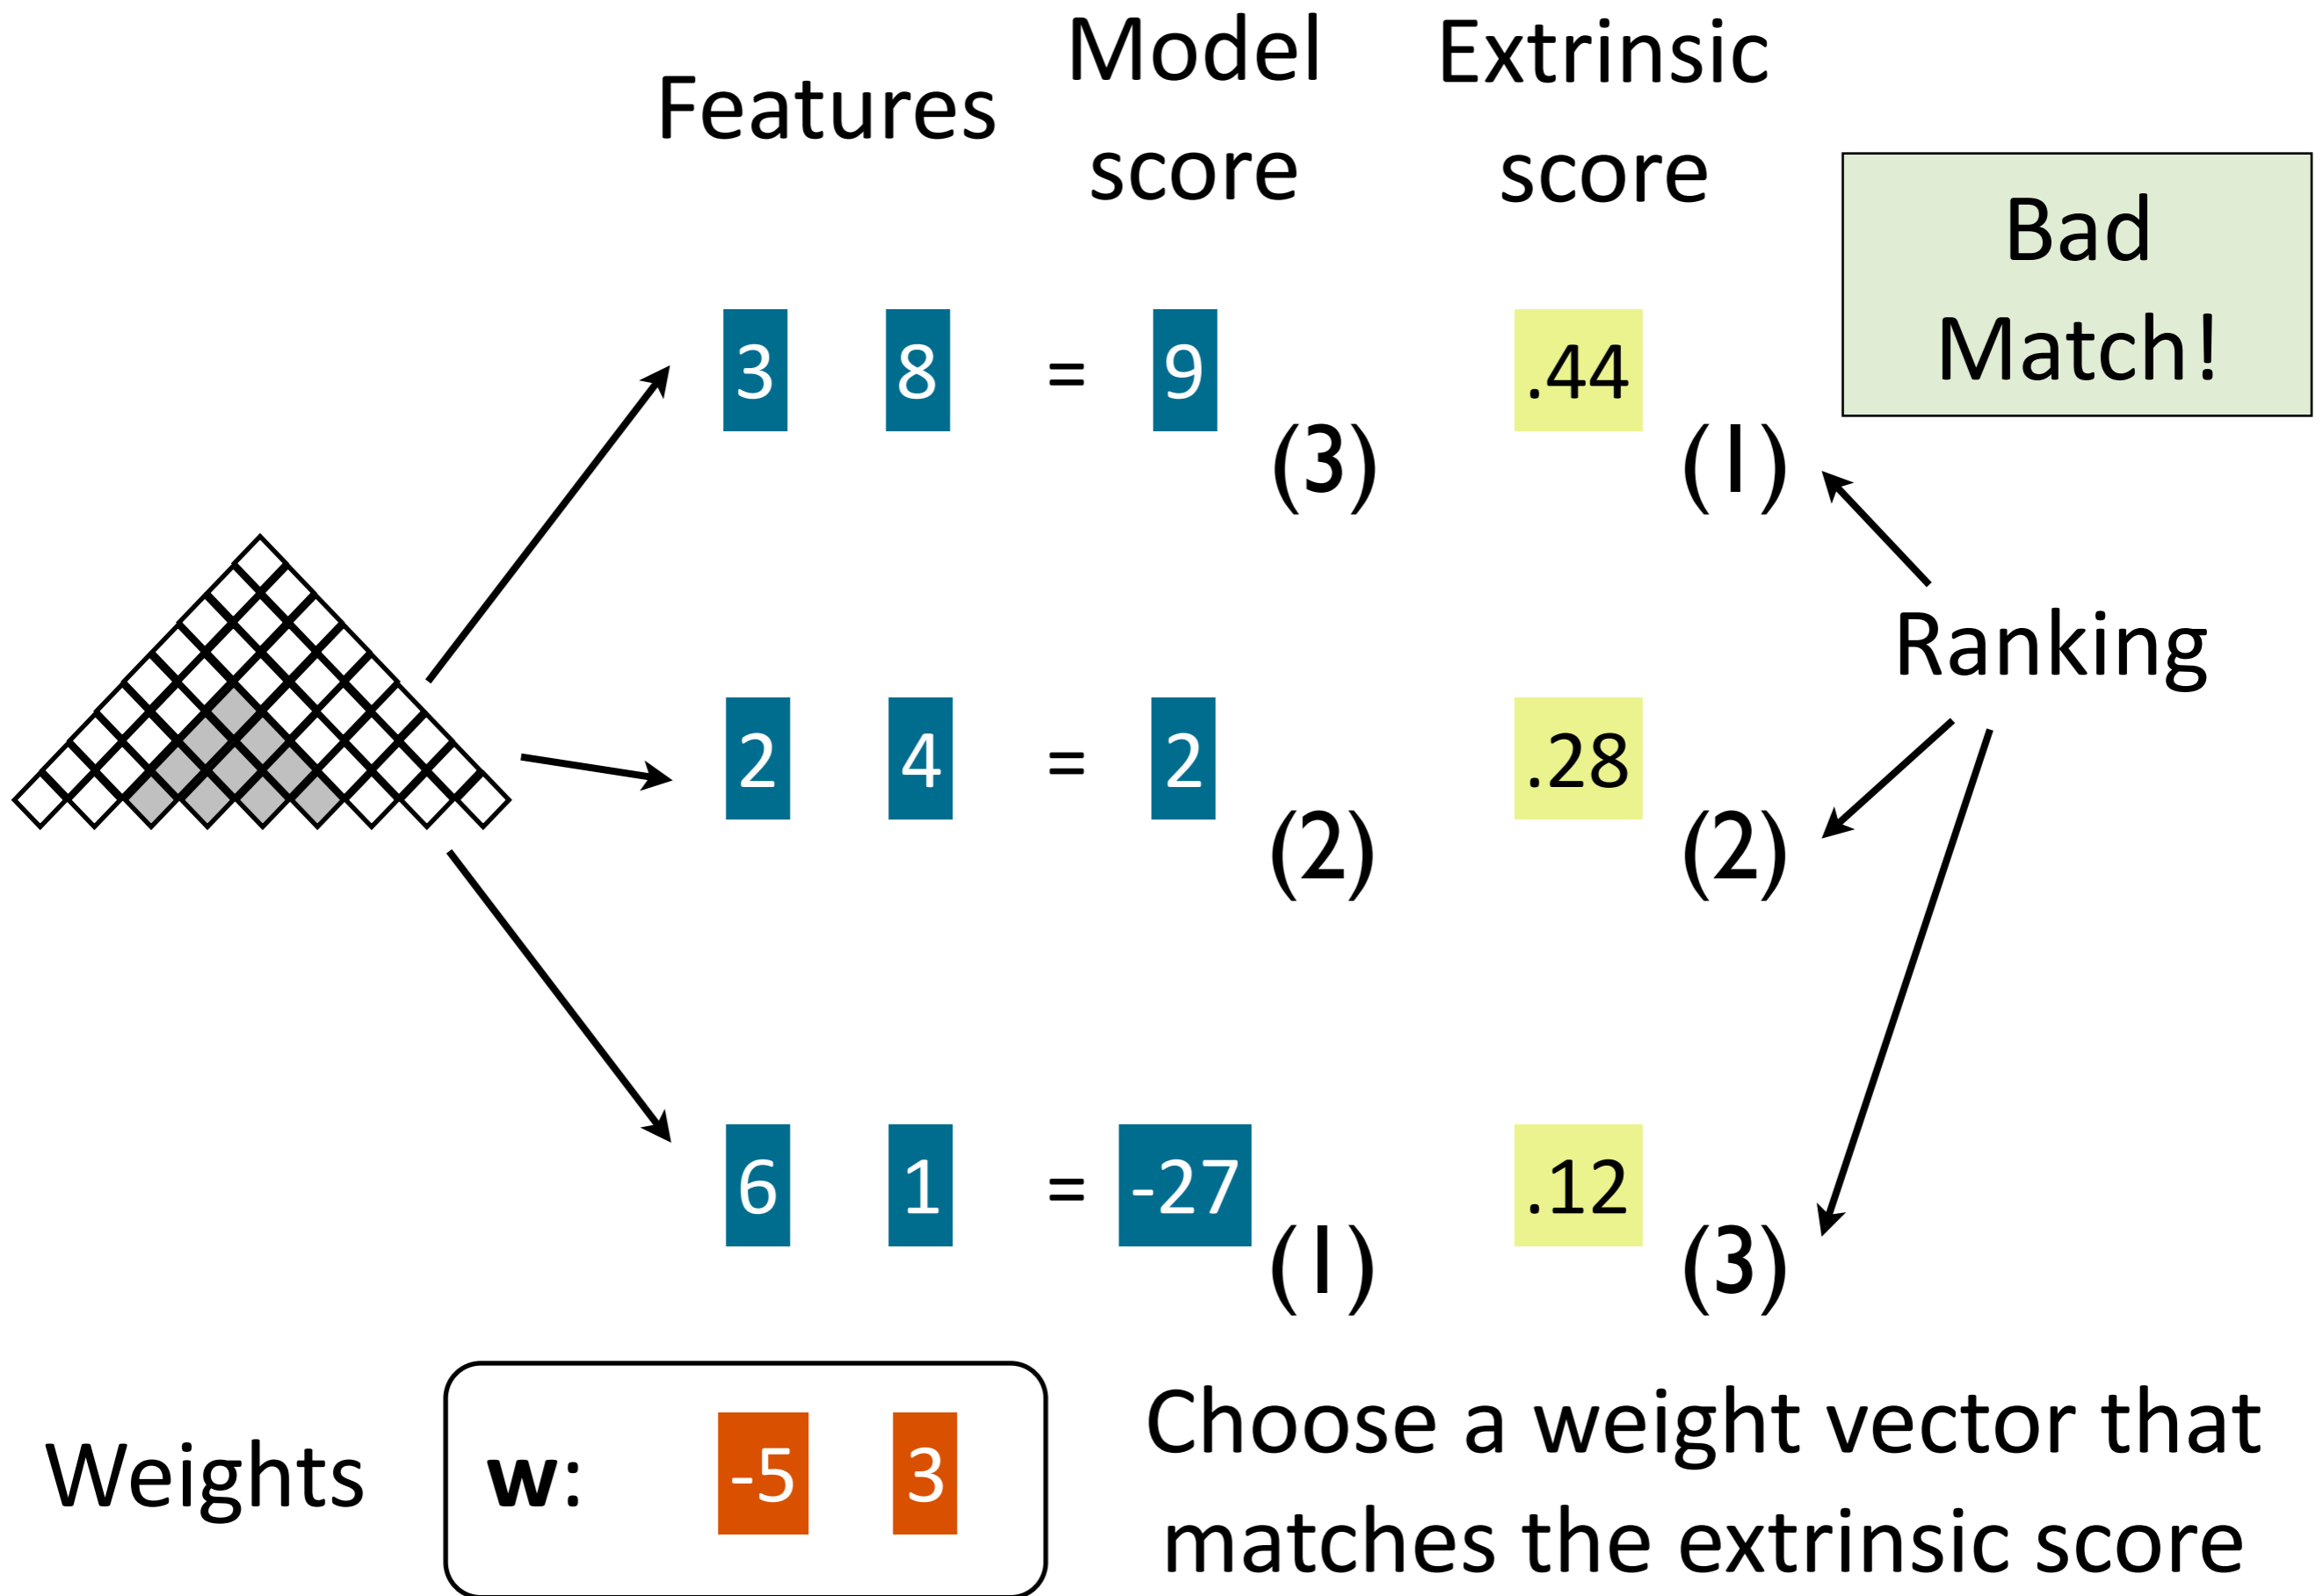 Features
Model
score
Extrinsic
score
Bad
Match!
3 8 = 9 .44
(3) (1)
Ranking
2 4 = 2 .28
(2) (2)
6 1 = -27 .12
(1) (3)
Weights w: -5 3
Choose a weight vector that
matches the extrinsic score